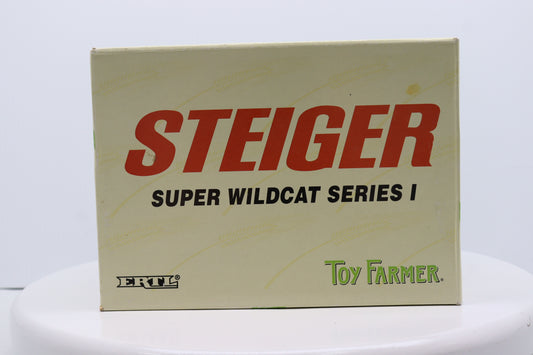 STEIGER
SUPER WILDCAT SERIES I
ERTL®
TOY FARMER®